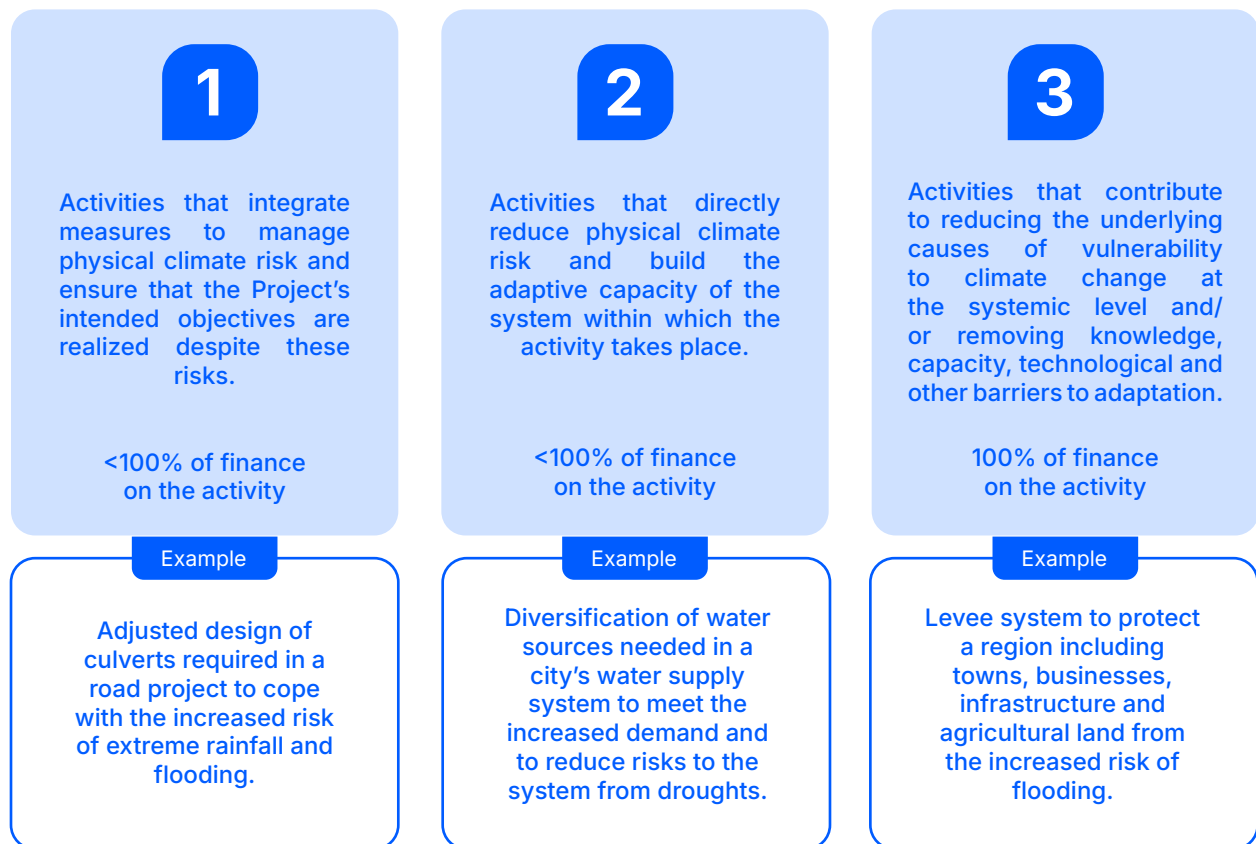 1
Activities that integrate
measures to manage
physical climate risk and
ensure that the Project's
intended objectives are
realized despite these
risks.
<100% of finance
on the activity
Example
Adjusted design of
culverts required in a
road project to cope
with the increased risk
of extreme rainfall and
flooding.
2
Activities that directly
reduce physical climate
risk and build the
adaptive capacity of the
system within which the
activity takes place.
<100% of finance
on the activity
Example
Diversification of water
sources needed in a
city's water supply
system to meet the
increased demand and
to reduce risks to the
system from droughts.
3
Activities that contribute
to reducing the underlying
causes of vulnerability
to climate change at
the systemic level and/
or removing knowledge,
capacity, technological and
other barriers to adaptation.
100% of finance
on the activity
Example
Levee system to protect
a region including
towns, businesses,
infrastructure and
agricultural land from
the increased risk of
flooding.